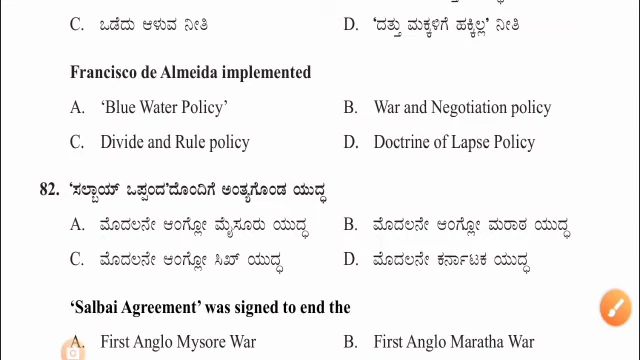 C. ಒಡೆದು ಆಳುವ ನೀತಿ D. ‘ದತ್ತು ಮಕ್ಕಳಿಗೆ ಹಕ್ಕಿಲ್ಲ’ ನೀತಿ
Francisco de Almeida implemented
A. ‘Blue Water Policy’ B. War and Negotiation policy
C. Divide and Rule policy D. Doctrine of Lapse Policy
82. ‘ಸಲ್ಬಾಯ್ ಒಪ್ಪಂದ’ದೊಂದಿಗೆ ಅಂತ್ಯಗೊಂಡ ಯುದ್ಧ
A. ಮೊದಲನೇ ಆಂಗ್ಲೋ ಮೈಸೂರು ಯುದ್ಧ B. ಮೊದಲನೇ ಆಂಗ್ಲೋ ಮರಾಠ ಯುದ್ಧ
C. ಮೊದಲನೇ ಆಂಗ್ಲೋ ಸಿಖ್ ಯುದ್ಧ D. ಮೊದಲನೇ ಕರ್ನಾಟಕ ಯುದ್ಧ
‘Salbai Agreement’ was signed to end the
A. First Anglo Mysore War B. First Anglo Maratha War